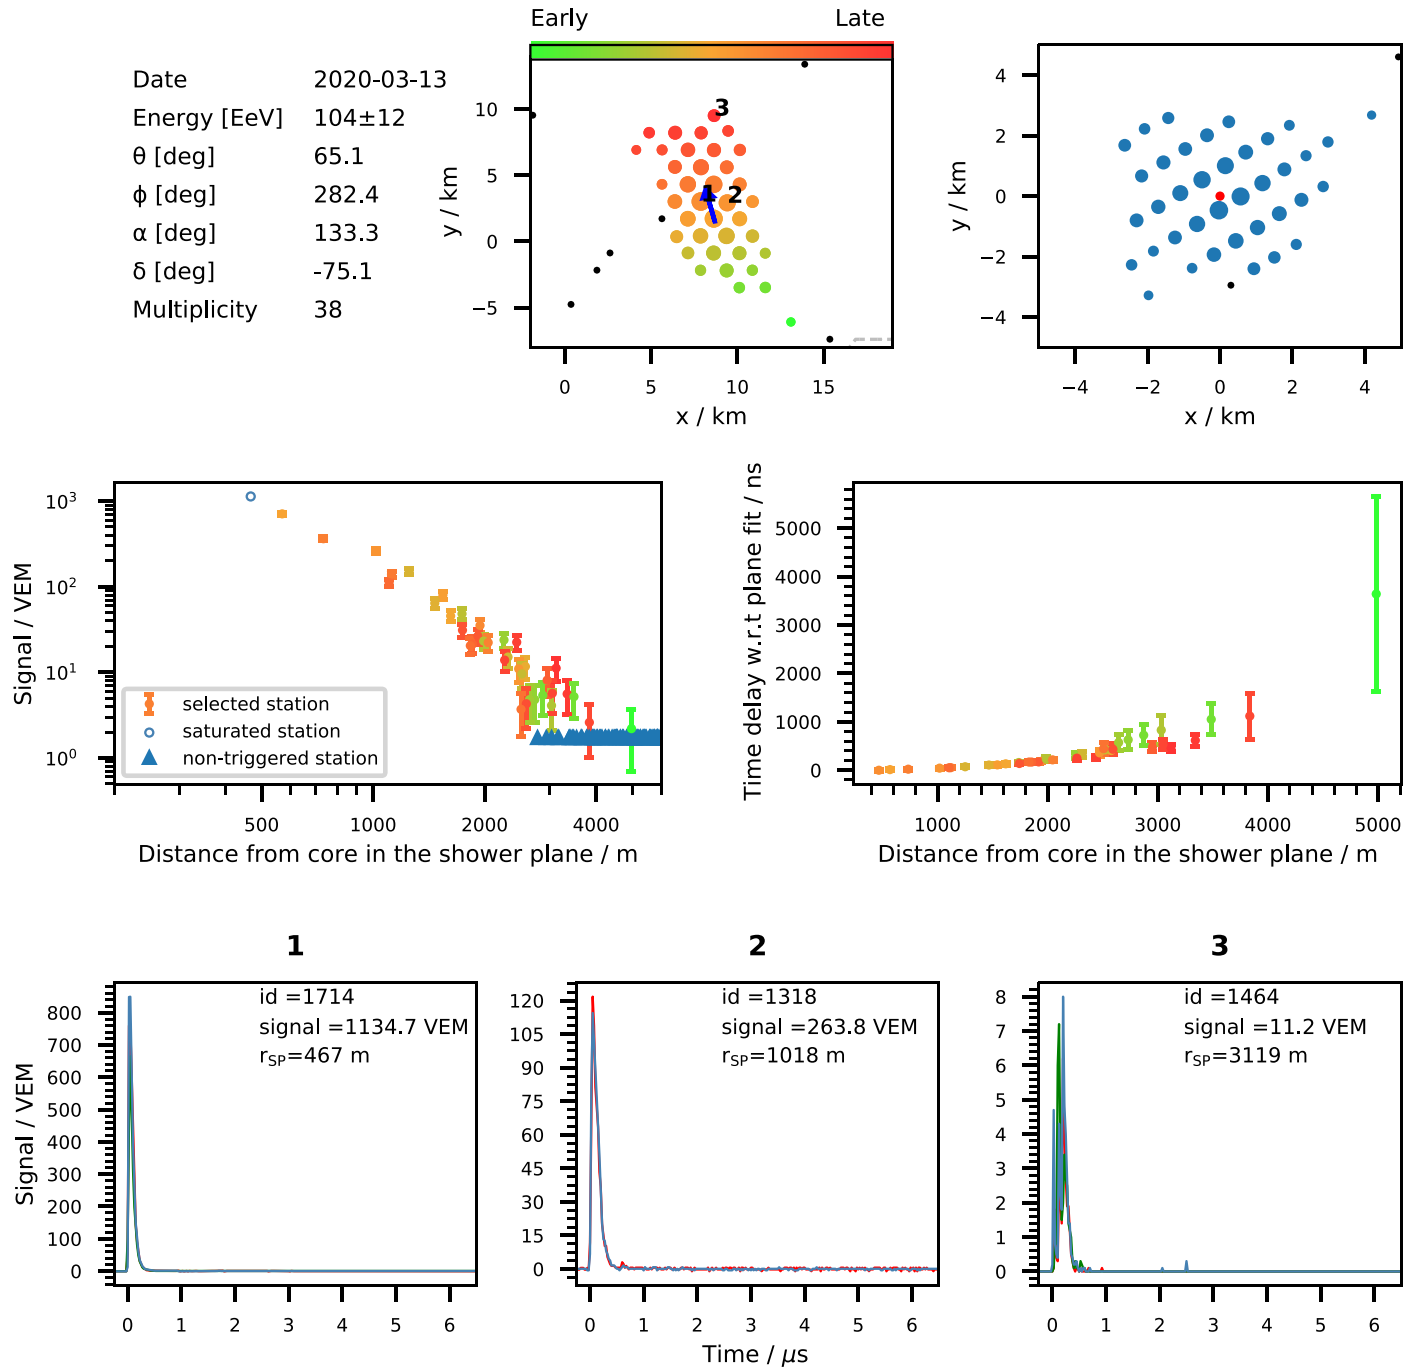 Early Late
Date 2020-03-13
Energy [EeV] 104±12
θ [deg] 65.1
ϕ [deg] 282.4
α [deg] 133.3
δ [deg] -75.1
Multiplicity 38
10
5
0
−5
y / km
3
1 2
0 5 10 15
x / km
4
2
0
−2
−4
y / km
−4 −2 0 2 4
x / km
10³
10²
10¹
10⁰
Signal / VEM
selected station
saturated station
non-triggered station
500 1000 2000 4000
Distance from core in the shower plane / m
5000
4000
3000
2000
1000
0
Time delay w.r.t plane fit / ns
1000 2000 3000 4000 5000
Distance from core in the shower plane / m
1
id =1714
signal =1134.7 VEM
r_SP=467 m
800
700
600
500
400
300
200
100
0
Signal / VEM
0 1 2 3 4 5 6
2
id =1318
signal =263.8 VEM
r_SP=1018 m
120
105
90
75
60
45
30
15
0
0 1 2 3 4 5 6
Time / μs
3
id =1464
signal =11.2 VEM
r_SP=3119 m
8
7
6
5
4
3
2
1
0
0 1 2 3 4 5 6